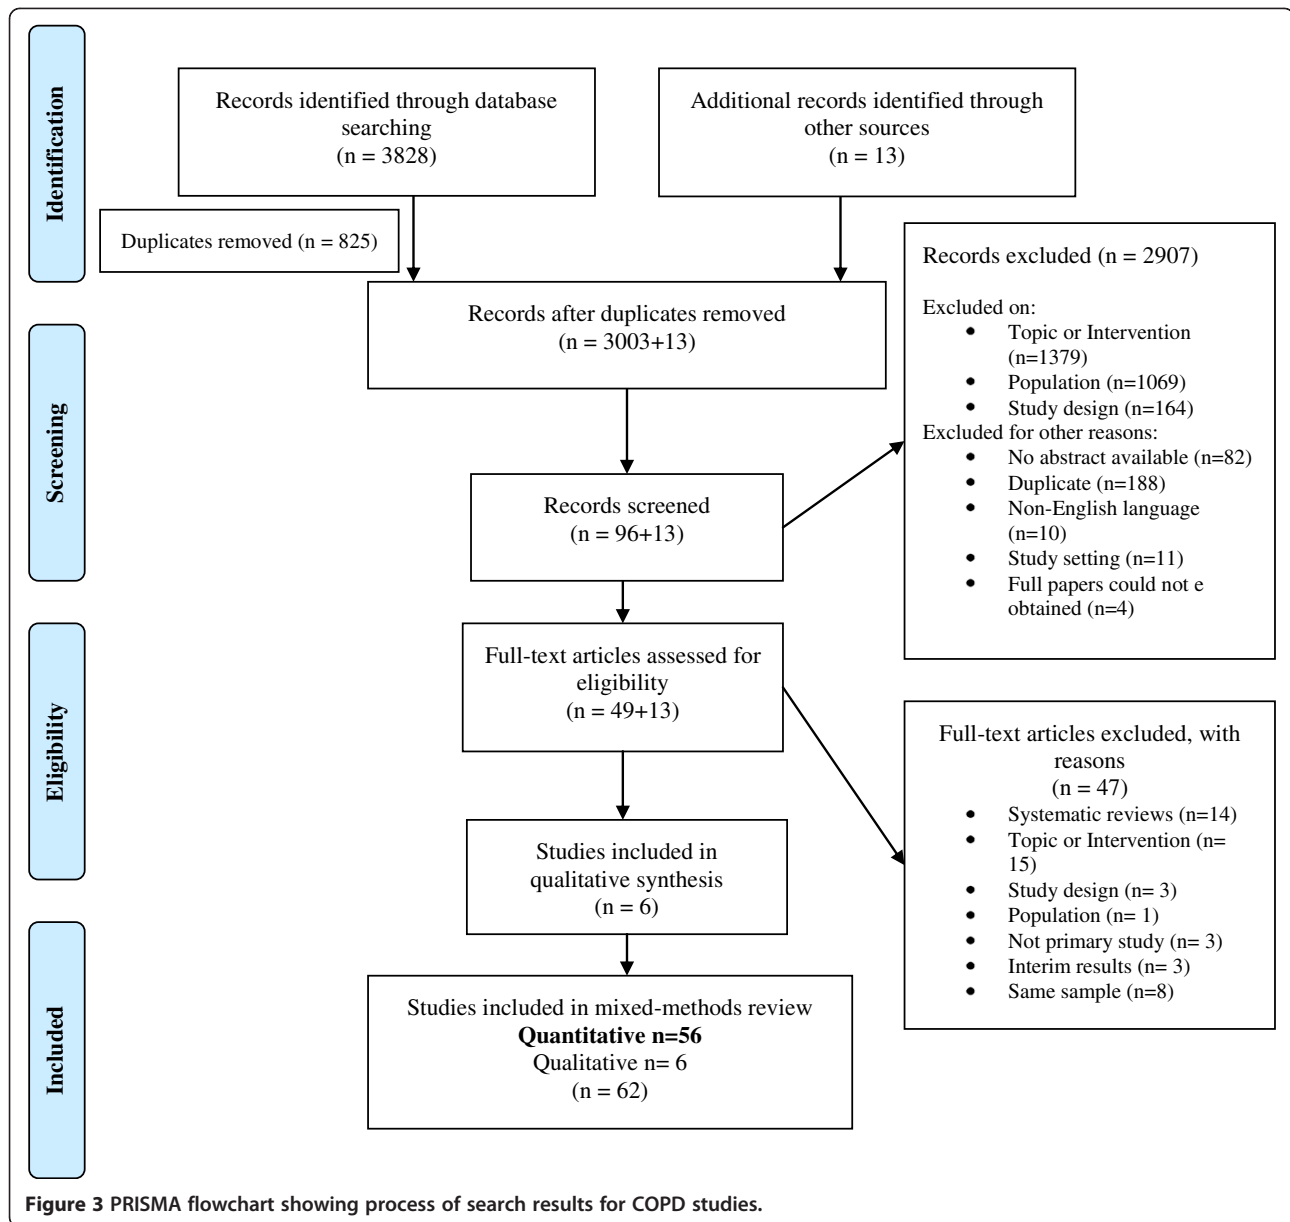 Identification
Records identified through database
searching
(n = 3828)
Additional records identified through
other sources
(n = 13)
Duplicates removed (n = 825)
Records after duplicates removed
(n = 3003+13)
Screening
Records screened
(n = 96+13)
Records excluded (n = 2907)
Excluded on:
• Topic or Intervention
(n=1379)
• Population (n=1069)
• Study design (n=164)
Excluded for other reasons:
• No abstract available (n=82)
• Duplicate (n=188)
• Non-English language
(n=10)
• Study setting (n=11)
• Full papers could not e
obtained (n=4)
Eligibility
Full-text articles assessed for
eligibility
(n = 49+13)
Full-text articles excluded, with
reasons
(n = 47)
• Systematic reviews (n=14)
• Topic or Intervention (n=
15)
• Study design (n= 3)
• Population (n= 1)
• Not primary study (n= 3)
• Interim results (n= 3)
• Same sample (n=8)
Studies included in
qualitative synthesis
(n = 6)
Included
Studies included in mixed-methods review
Quantitative n=56
Qualitative n= 6
(n = 62)
Figure 3 PRISMA flowchart showing process of search results for COPD studies.